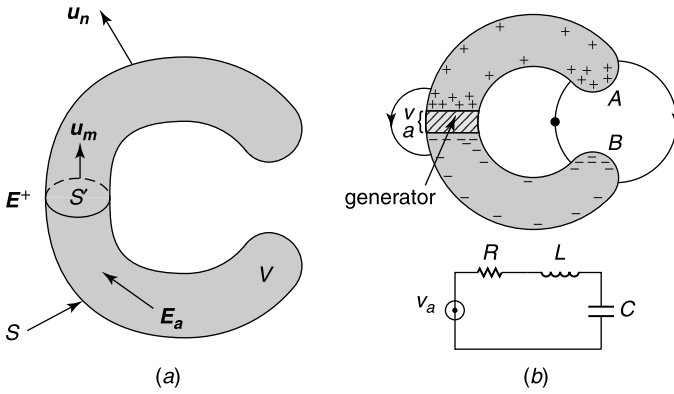 u_n
u_m
S'
E⁺
E_a
V
S
(a)
A
v
a
B
generator
R
L
v_a
C
(b)